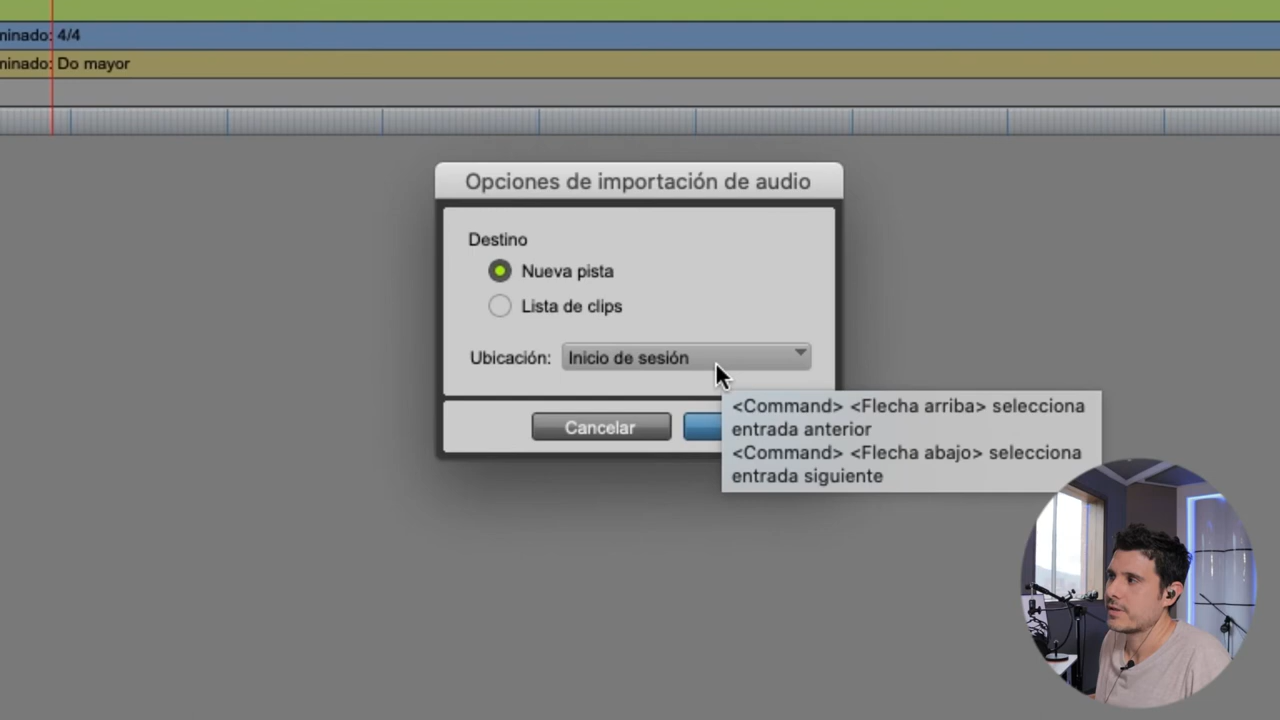 minado: 4/4
minado: Do mayor
Opciones de importación de audio
Destino
Nueva pista
Lista de clips
Ubicación: Inicio de sesión
Cancelar
<Command> <Flecha arriba> selecciona
entrada anterior
<Command> <Flecha abajo> selecciona
entrada siguiente